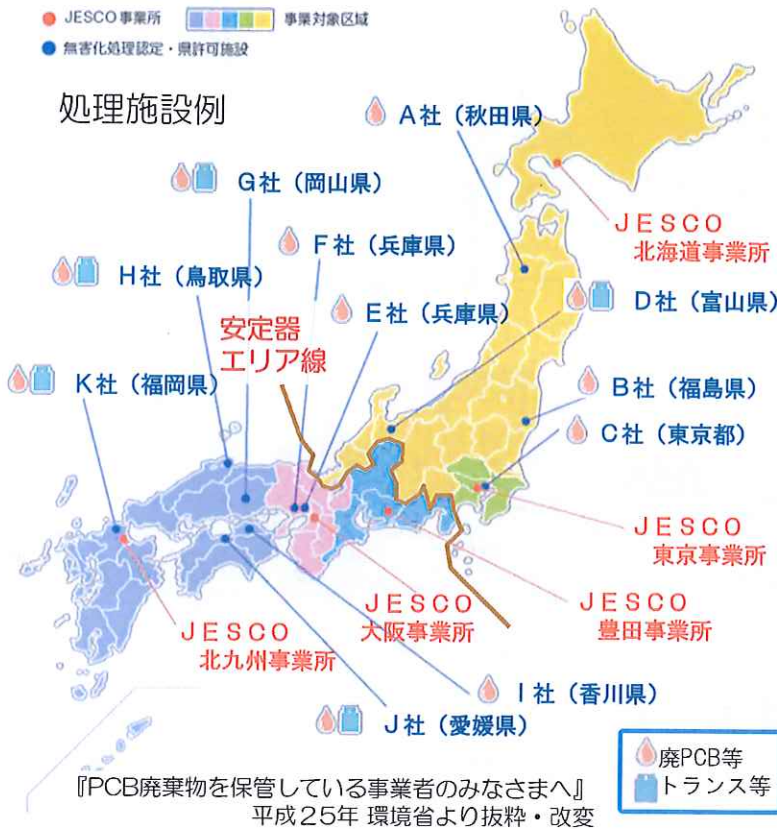 JESCO事業所
事業対象区域
無害化処理認定・県許可施設
処理施設例
A社（秋田県）
G社（岡山県）
JESCO
北海道事業所
F社（兵庫県）
H社（鳥取県）
D社（富山県）
E社（兵庫県）
安定器
エリア線
K社（福岡県）
B社（福島県）
C社（東京都）
JESCO
東京事業所
JESCO
北九州事業所
JESCO
大阪事業所
JESCO
豊田事業所
I社（香川県）
J社（愛媛県）
廃PCB等
トランス等
『PCB廃棄物を保管している事業者のみなさまへ』
平成25年 環境省より抜粋・改変